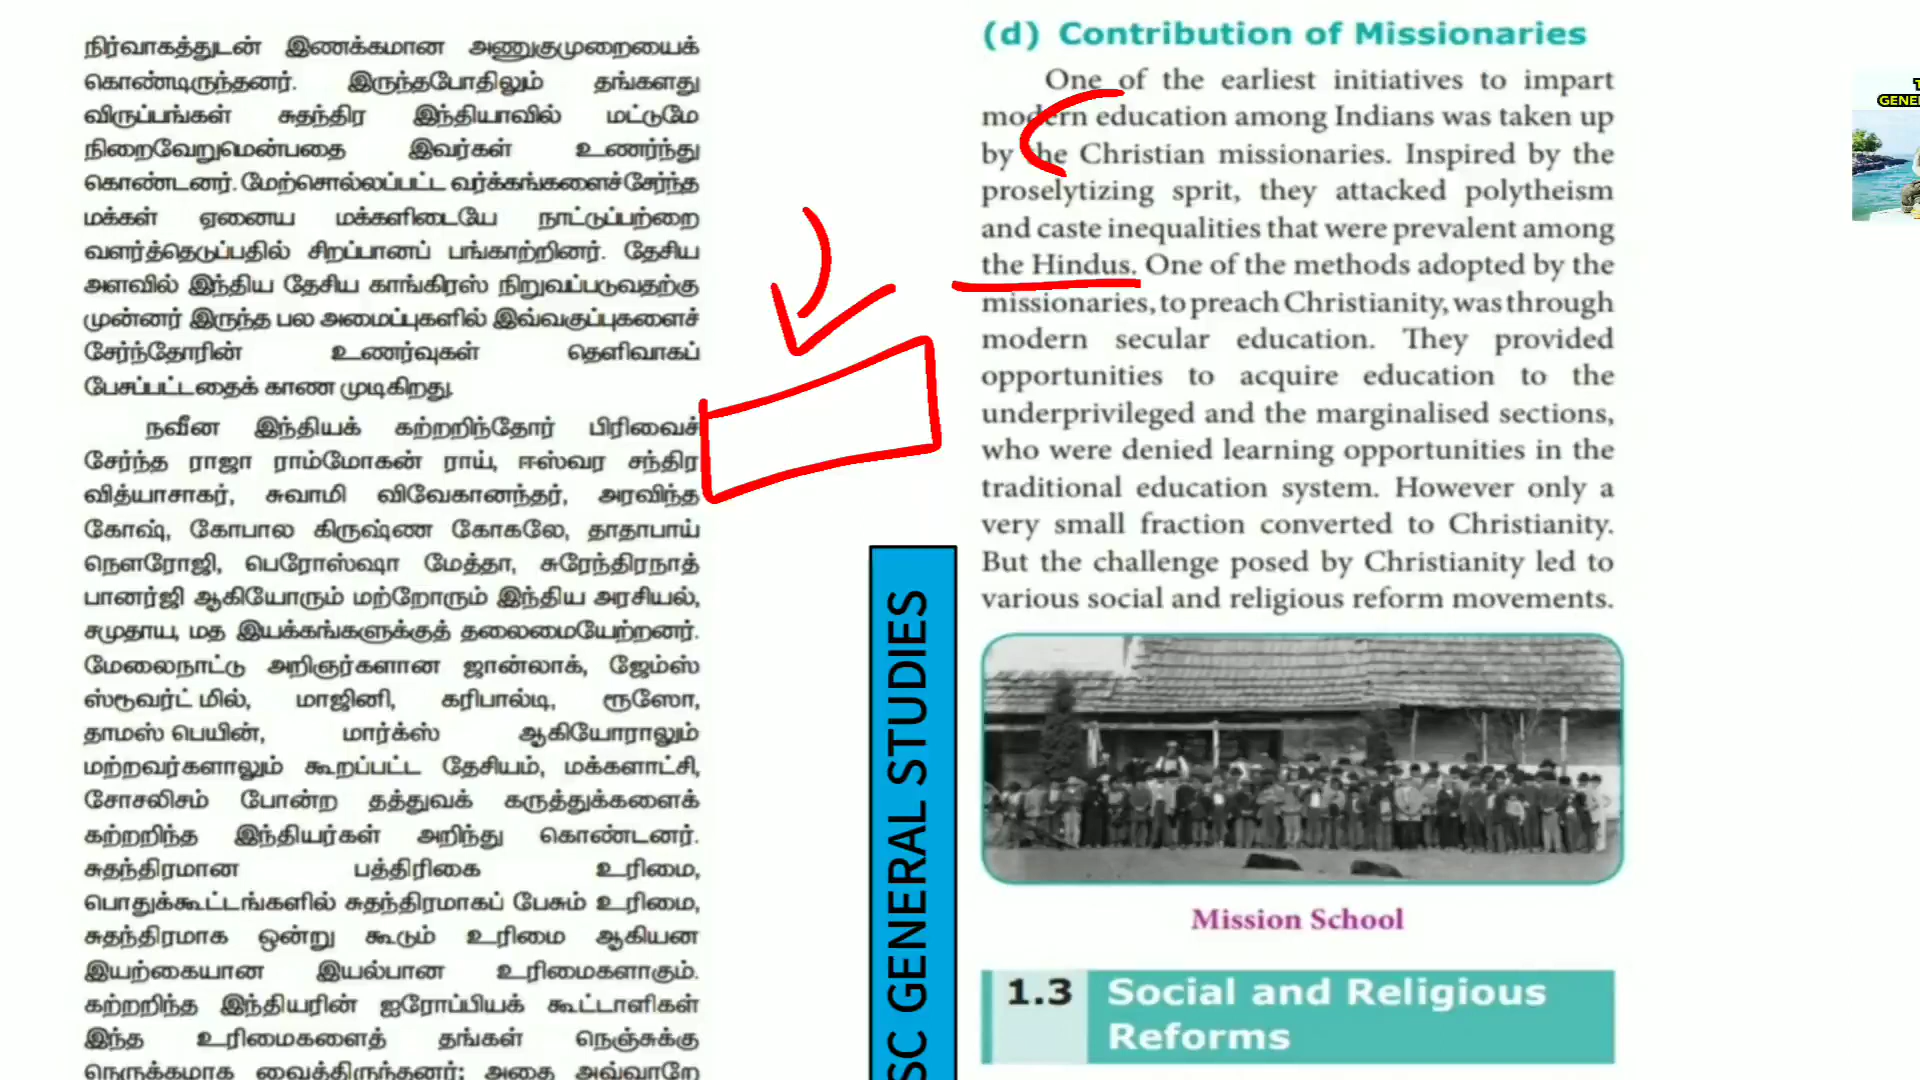 நிர்வாகத்துடன் இணக்கமான அணுகுமுறையைக்
கொண்டிருந்தனர். இருந்தபோதிலும் தங்களது
விருப்பங்கள் சுதந்திர இந்தியாவில் மட்டுமே
நிறைவேறுமென்பதை இவர்கள் உணர்ந்து
கொண்டனர். மேற்சொல்லப்பட்ட வர்க்கங்களைச் சேர்ந்த
மக்கள் ஏனைய மக்களிடையே நாட்டுப்பற்றை
வளர்த்தெடுப்பதில் சிறப்பானப் பங்காற்றினர். தேசிய
அளவில் இந்திய தேசிய காங்கிரஸ் நிறுவப்படுவதற்கு
முன்னர் இருந்த பல அமைப்புகளில் இவ்வகுப்புகளைச்
சேர்ந்தோரின் உணர்வுகள் தெளிவாகப்
பேசப்பட்டதைக் காண முடிகிறது.
நவீன இந்தியக் கற்றறிந்தோர் பிரிவைச்
சேர்ந்த ராஜா ராம்மோகன் ராய், ஈஸ்வர சந்திர
வித்யாசாகர், சுவாமி விவேகானந்தர், அரவிந்த
கோஷ், கோபால கிருஷ்ண கோகலே, தாதாபாய்
நௌரோஜி, பெரோஸ்ஷா மேத்தா, சுரேந்திரநாத்
பானர்ஜி ஆகியோரும் மற்றோரும் இந்திய அரசியல்,
சமுதாய, மத இயக்கங்களுக்குத் தலைமையேற்றனர்.
மேலைநாட்டு அறிஞர்களான ஜான்லாக், ஜேம்ஸ்
ஸ்டூவர்ட் மில், மாஜினி, கரிபால்டி, ரூஸோ,
தாமஸ் பெயின், மார்க்ஸ் ஆகியோராலும்
மற்றவர்களாலும் கூறப்பட்ட தேசியம், மக்களாட்சி,
சோசலிசம் போன்ற தத்துவக் கருத்துக்களைக்
கற்றறிந்த இந்தியர்கள் அறிந்து கொண்டனர்.
சுதந்திரமான பத்திரிகை உரிமை,
பொதுக்கூட்டங்களில் சுதந்திரமாகப் பேசும் உரிமை,
சுதந்திரமாக ஒன்று கூடும் உரிமை ஆகியன
இயற்கையான இயல்பான உரிமைகளாகும்.
கற்றறிந்த இந்தியரின் ஐரோப்பியக் கூட்டாளிகள்
இந்த உரிமைகளைத் தங்கள் நெஞ்சுக்கு
நெருக்கமாக வைத்திருந்தனர்; அதை அவ்வாறே
SC GENERAL STUDIES
(d) Contribution of Missionaries
One of the earliest initiatives to impart
modern education among Indians was taken up
by the Christian missionaries. Inspired by the
proselytizing sprit, they attacked polytheism
and caste inequalities that were prevalent among
the Hindus. One of the methods adopted by the
missionaries, to preach Christianity, was through
modern secular education. They provided
opportunities to acquire education to the
underprivileged and the marginalised sections,
who were denied learning opportunities in the
traditional education system. However only a
very small fraction converted to Christianity.
But the challenge posed by Christianity led to
various social and religious reform movements.
Mission School
1.3 Social and Religious
Reforms